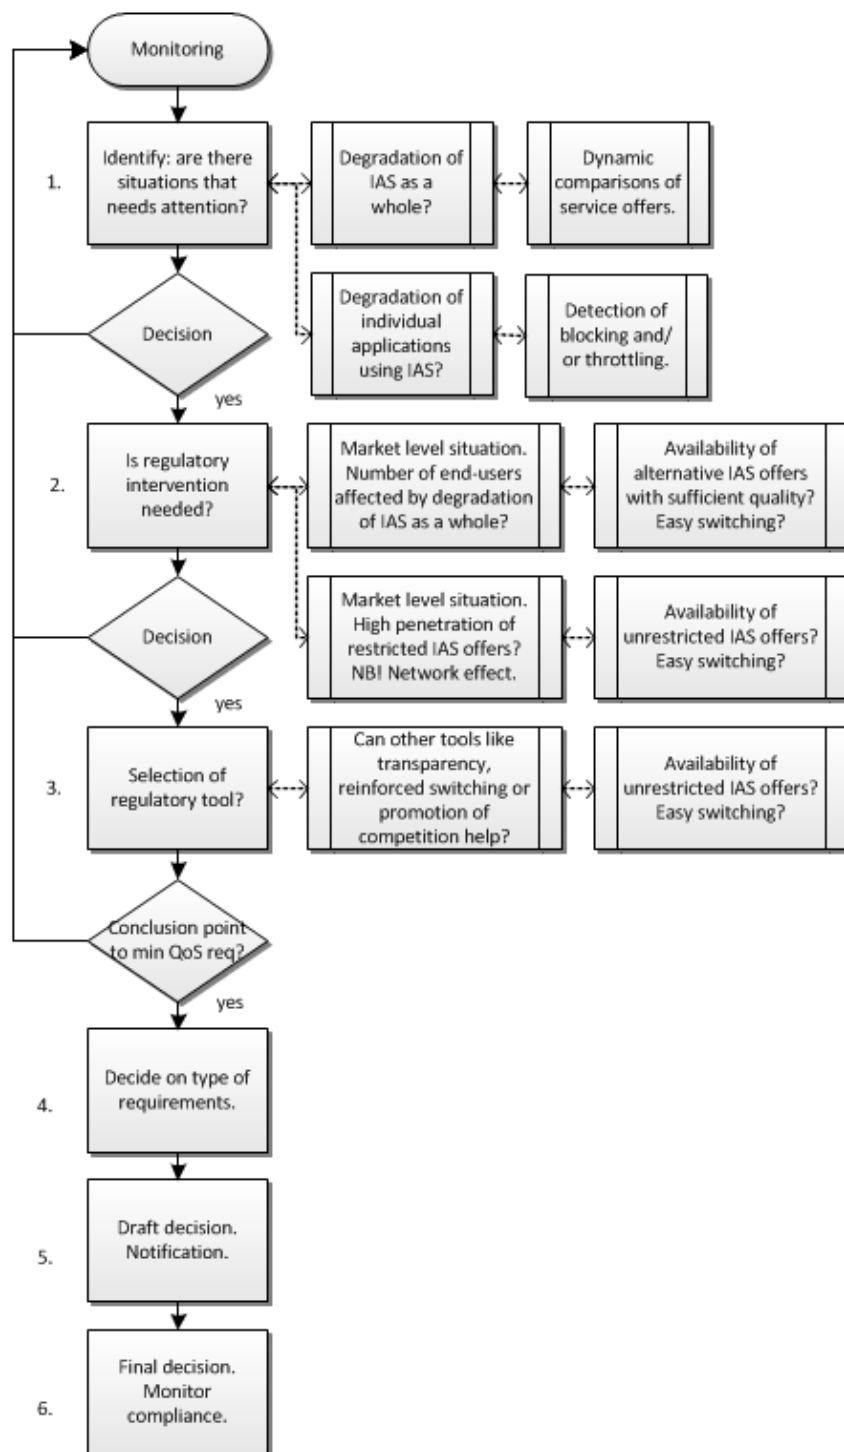 Monitoring
1.
Identify: are there
situations that
needs attention?
Degradation of
IAS as a
whole?
Dynamic
comparisons of
service offers.
Degradation of
individual
applications
using IAS?
Detection of
blocking and/
or throttling.
Decision
yes
2.
Is regulatory
intervention
needed?
Market level situation.
Number of end-users
affected by degradation
of IAS as a whole?
Availability of
alternative IAS offers
with sufficient quality?
Easy switching?
Market level situation.
High penetration of
restricted IAS offers?
NB! Network effect.
Availability of
unrestricted IAS offers?
Easy switching?
Decision
yes
3.
Selection of
regulatory tool?
Can other tools like
transparency,
reinforced switching or
promotion of
competition help?
Availability of
unrestricted IAS offers?
Easy switching?
Conclusion point
to min QoS req?
yes
4.
Decide on type of
requirements.
5.
Draft decision.
Notification.
6.
Final decision.
Monitor
compliance.